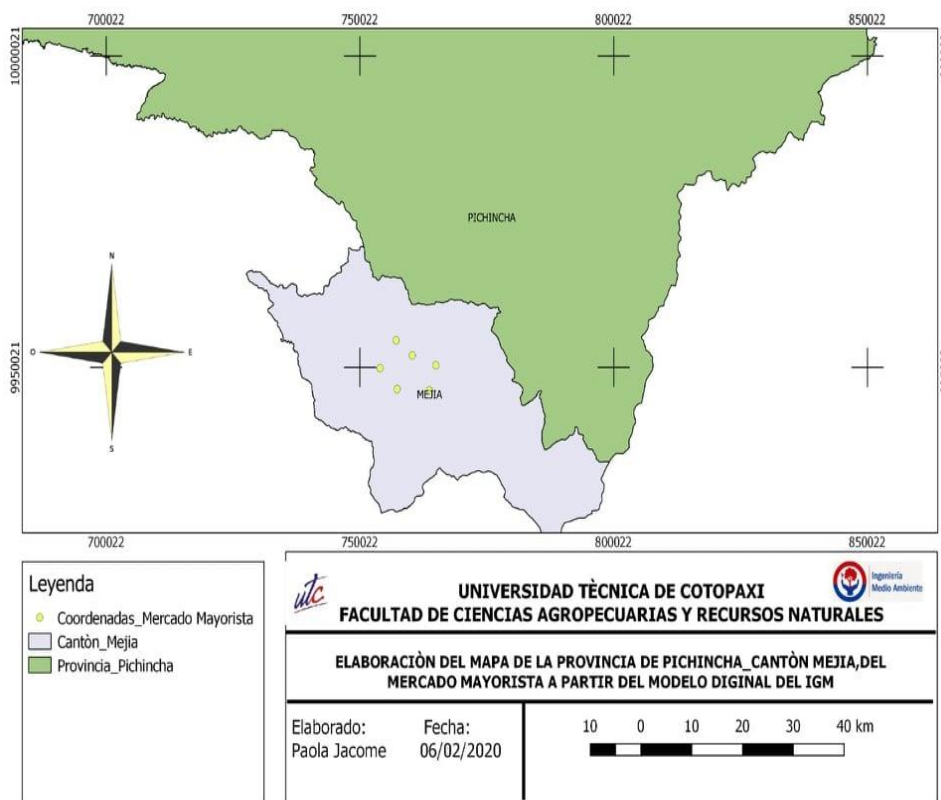 700022 750022 800022 850022
10000021
PICHINCHA
N
O E
S
9950021
MEJIA
700022 750022 800022 850022
Leyenda
Coordenadas_Mercado Mayorista
Cantòn_Mejia
Provincia_Pichincha
utc
UNIVERSIDAD TÈCNICA DE COTOPAXI
FACULTAD DE CIENCIAS AGROPECUARIAS Y RECURSOS NATURALES
Ingeniería
Medio Ambiente
ELABORACIÒN DEL MAPA DE LA PROVINCIA DE PICHINCHA_CANTÒN MEJIA,DEL
MERCADO MAYORISTA A PARTIR DEL MODELO DIGINAL DEL IGM
Elaborado: Fecha:
Paola Jacome 06/02/2020
10 0 10 20 30 40 km